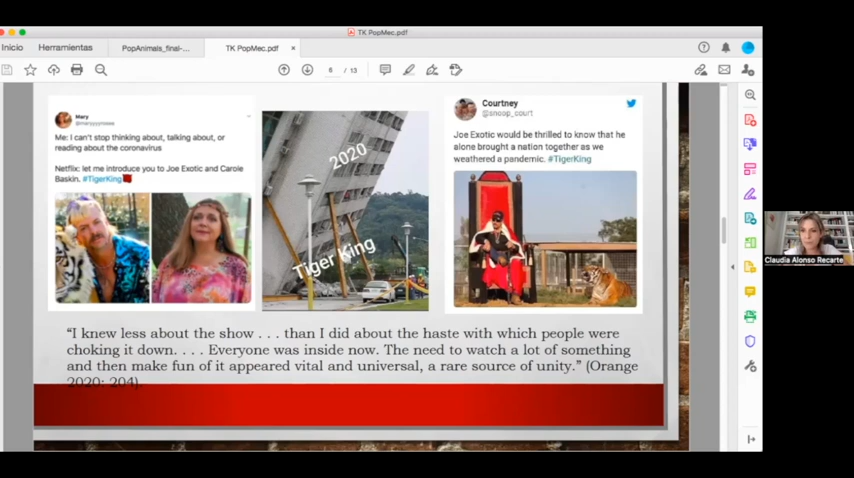 TK PopMec.pdf
Inicio
Herramientas
PopAnimals_final-...
TK PopMec.pdf
×
6 / 13
Mary
Me: I can't stop thinking about, talking about, or
reading about the coronavirus
Netflix: let me introduce you to Joe Exotic and Carole
Baskin. #TigerKing
2020
Tiger King
Courtney
@snoop_court
Joe Exotic would be thrilled to know that he
alone brought a nation together as we
weathered a pandemic. #TigerKing
“I knew less about the show . . . than I did about the haste with which people were
choking it down. . . . Everyone was inside now. The need to watch a lot of something
and then make fun of it appeared vital and universal, a rare source of unity.” (Orange
2020: 204).
Claudia Alonso Recarte